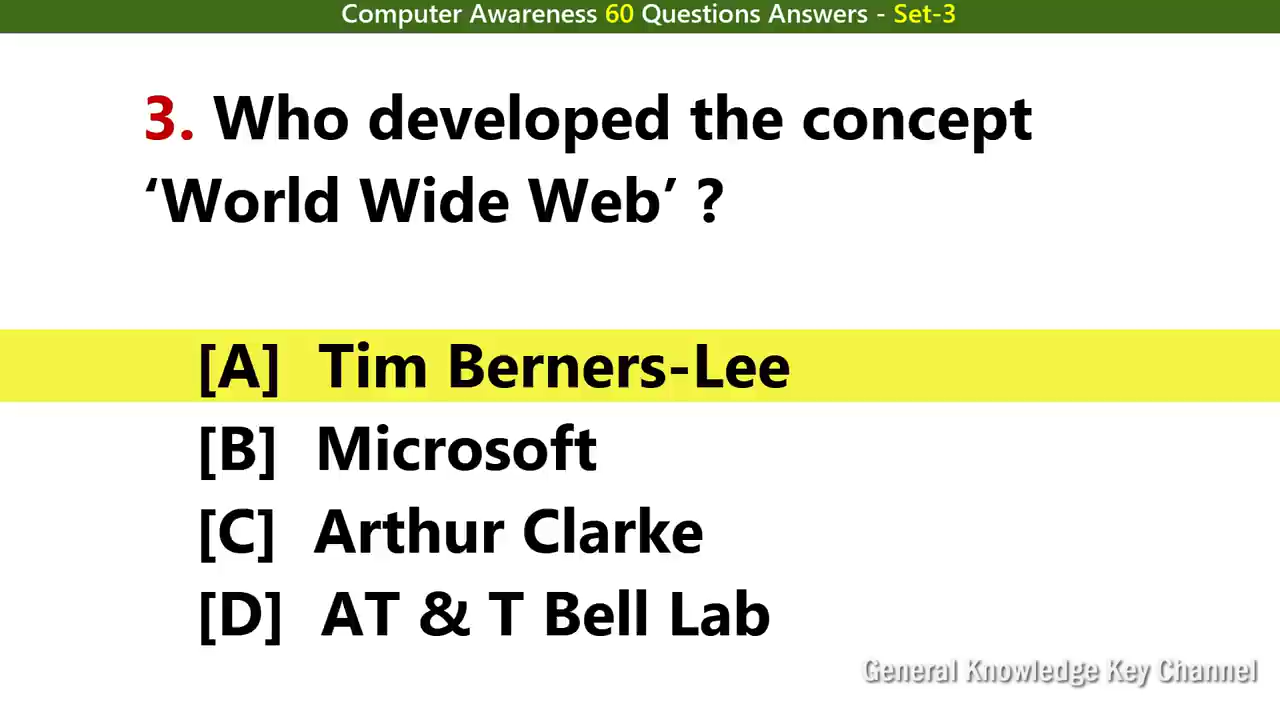 Computer Awareness 60 Questions Answers - Set-3
3. Who developed the concept
‘World Wide Web’ ?
[A] Tim Berners-Lee
[B] Microsoft
[C] Arthur Clarke
[D] AT & T Bell Lab
General Knowledge Key Channel